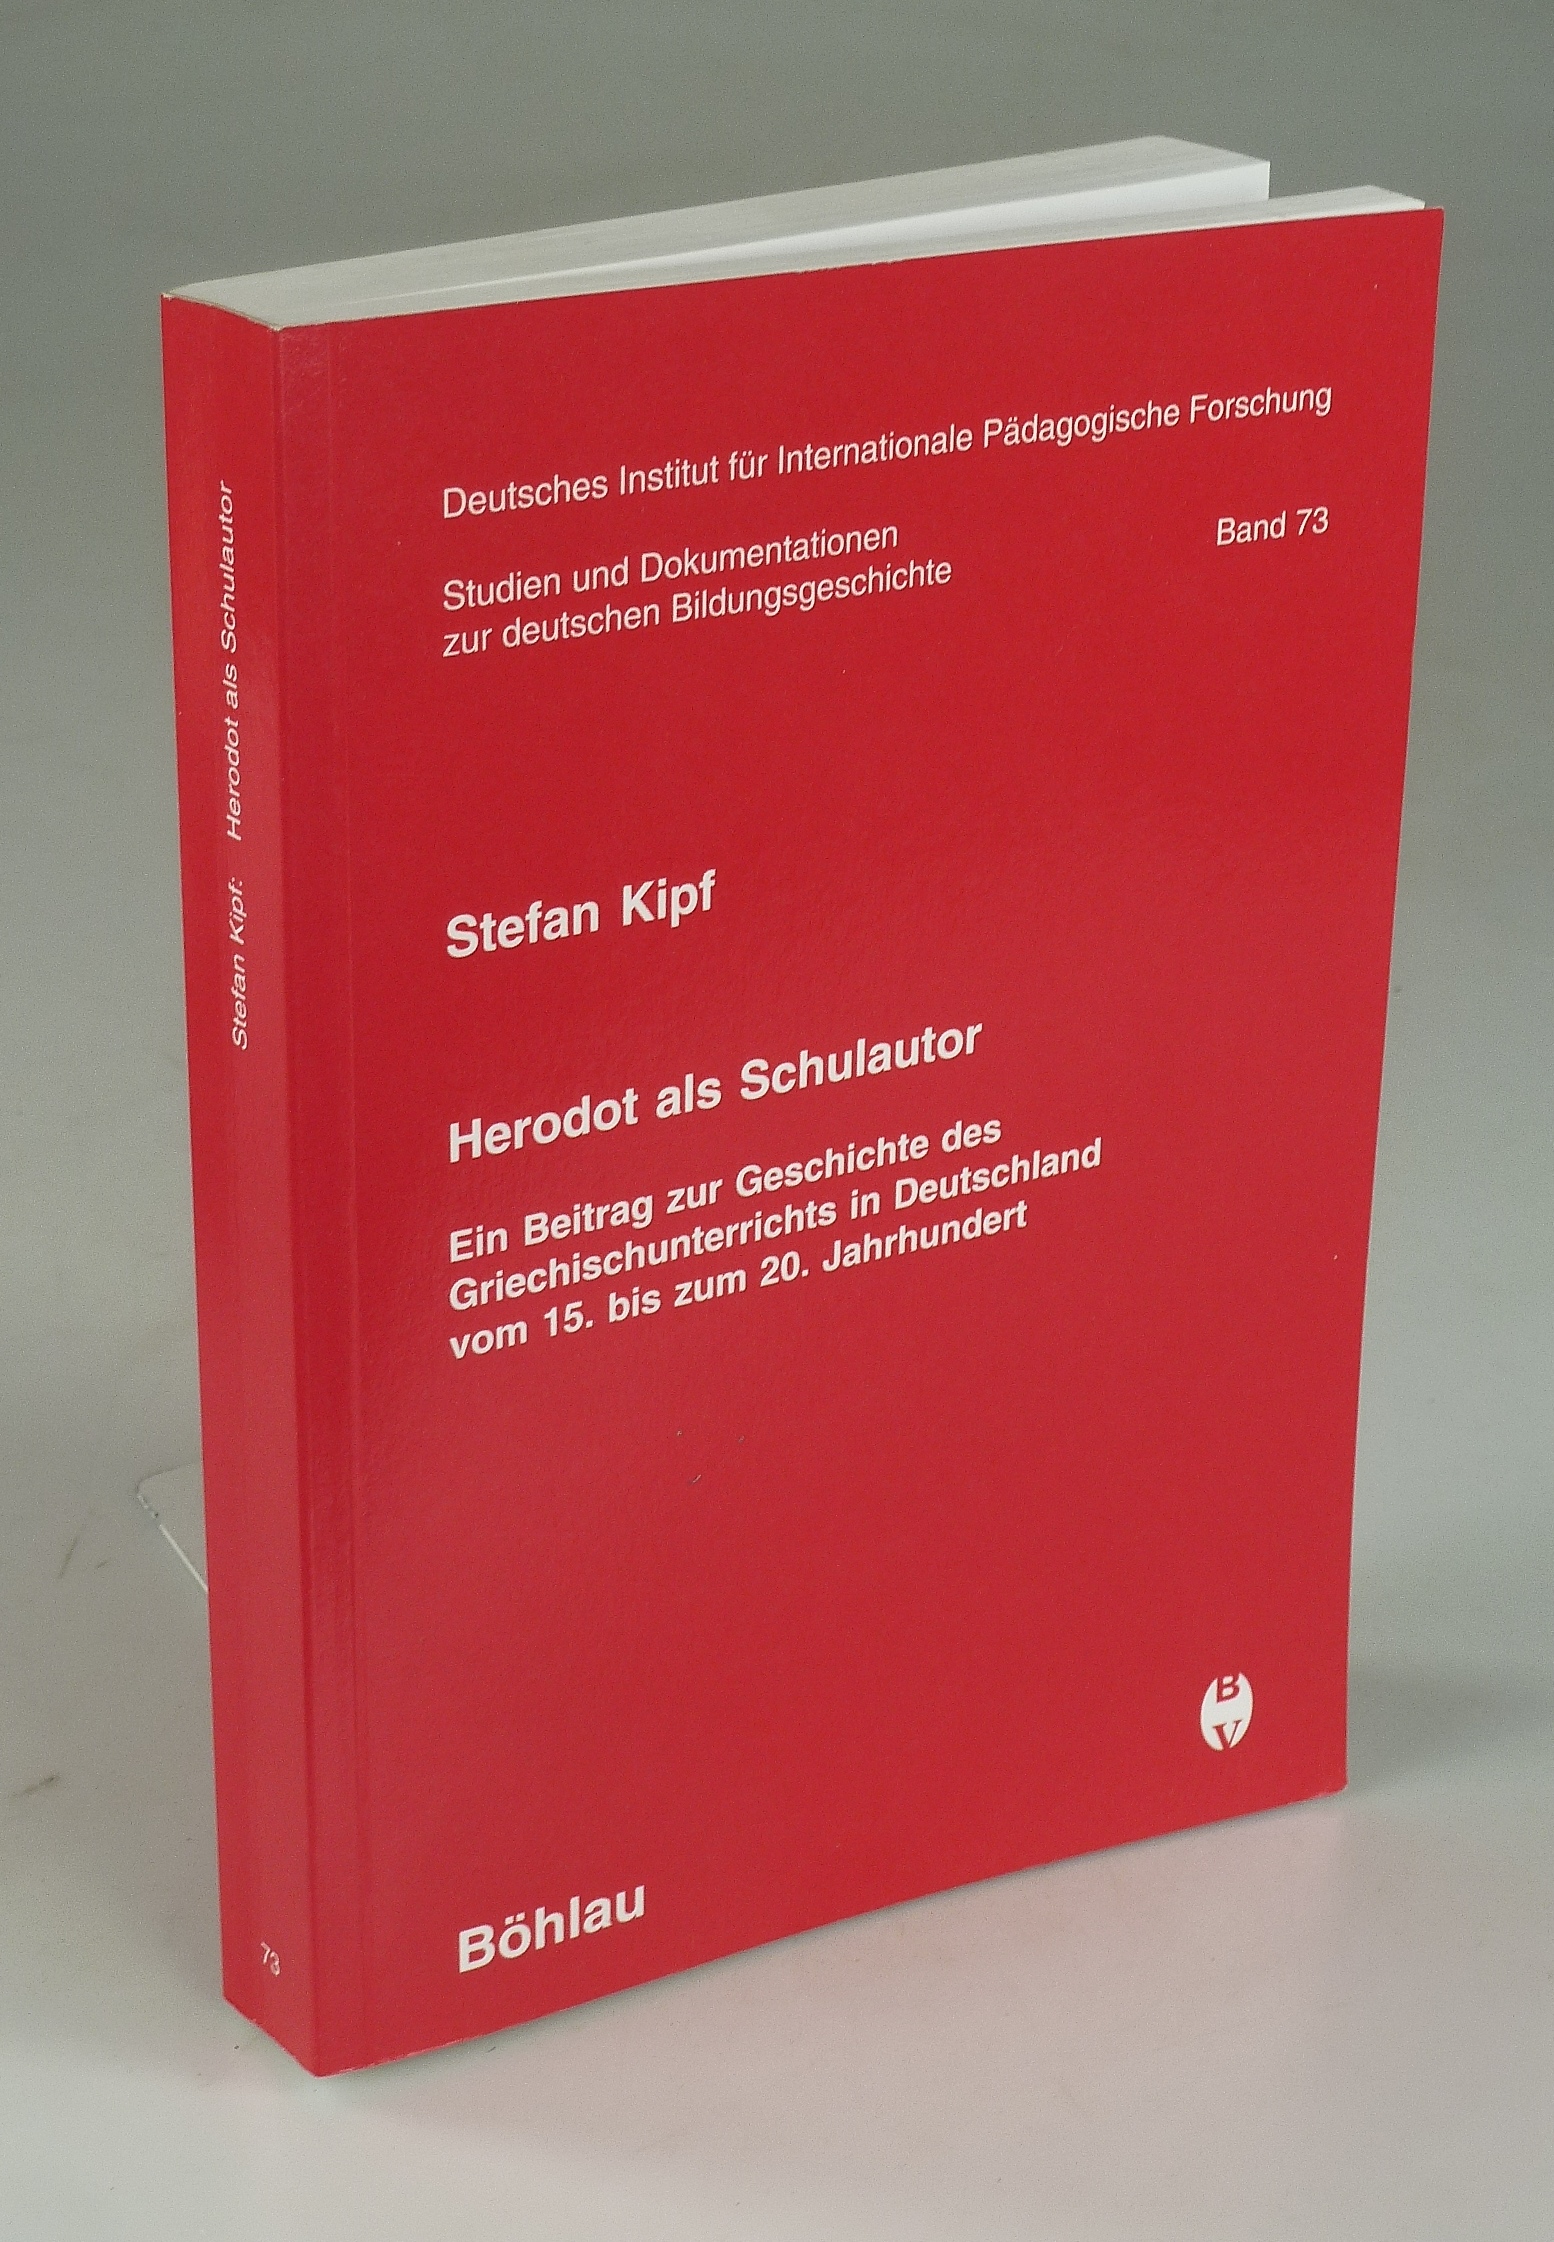 Deutsches Institut für Internationale Pädagogische Forschung
Studien und Dokumentationen
zur deutschen Bildungsgeschichte
Band 73
Stefan Kipf
Herodot als Schulautor
Ein Beitrag zur Geschichte des
Griechischunterrichts in Deutschland
vom 15. bis zum 20. Jahrhundert
B
V
Böhlau
Stefan Kipf: Herodot als Schulautor
73